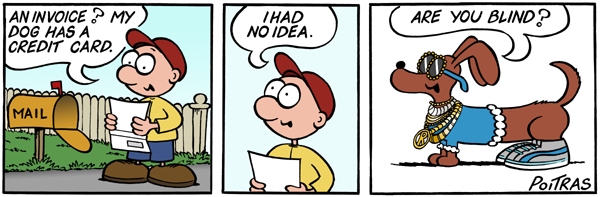 AN INVOICE? MY
DOG HAS A
CREDIT CARD.
MAIL
I HAD
NO IDEA.
ARE YOU BLIND?
POITRAS